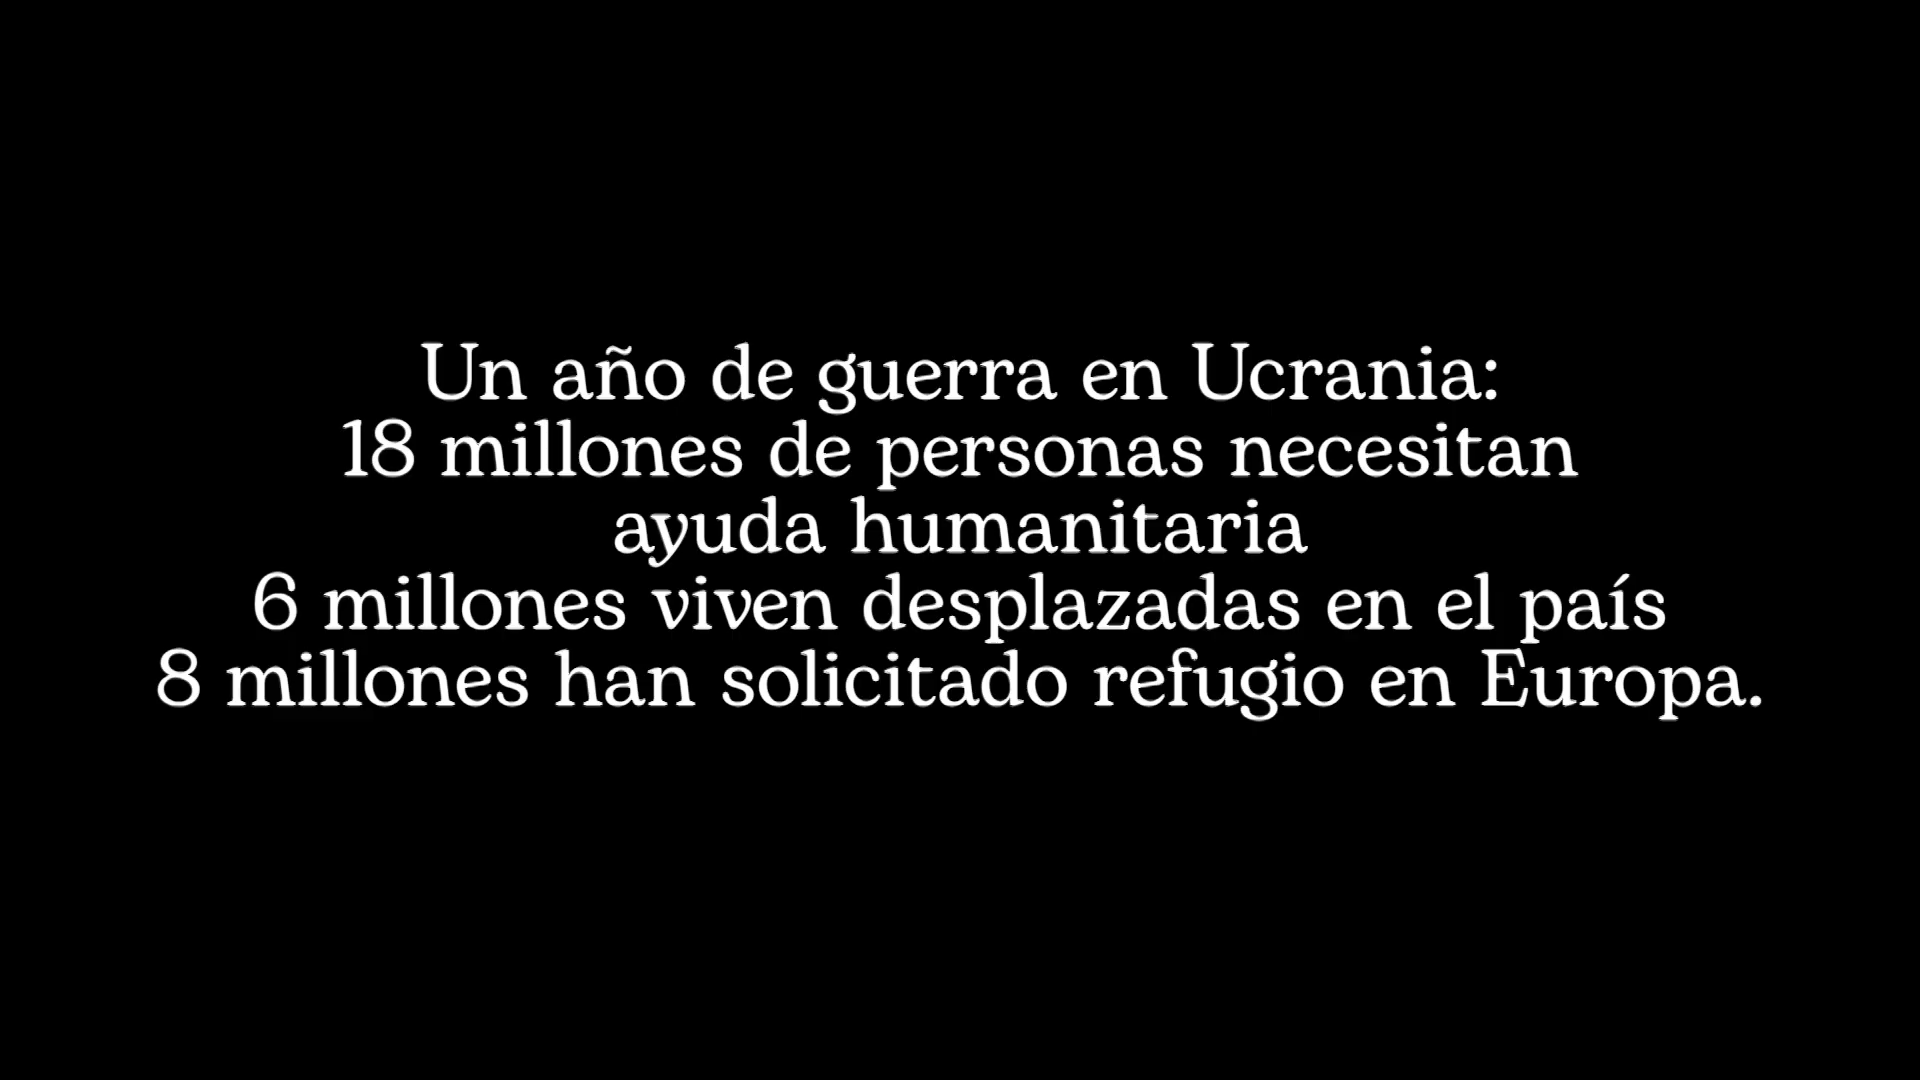 Un año de guerra en Ucrania:
18 millones de personas necesitan
ayuda humanitaria
6 millones viven desplazadas en el país
8 millones han solicitado refugio en Europa.